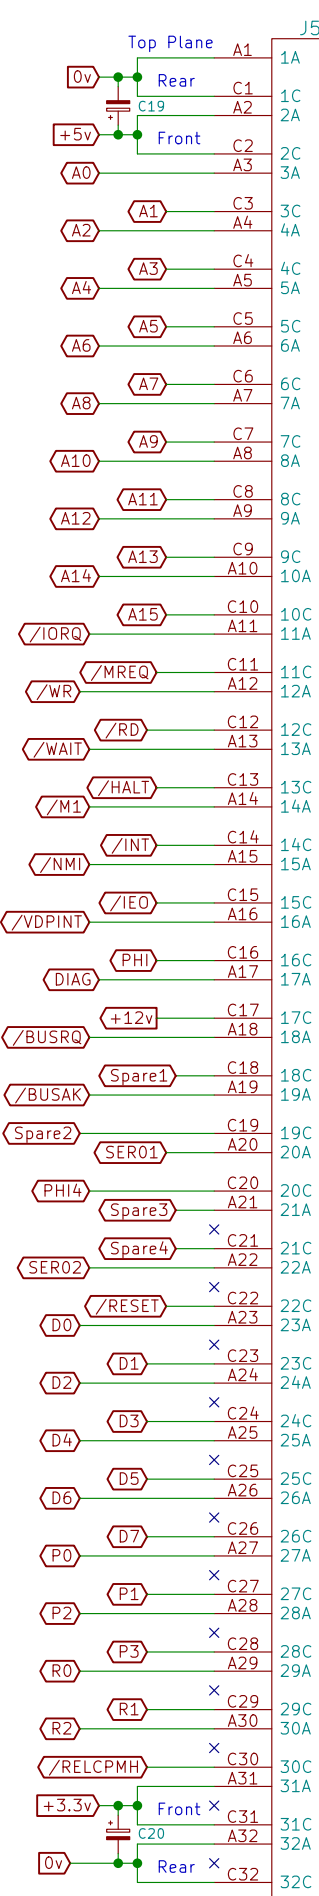 J5
Top Plane A1 1A
0v Rear
C1 1C
C19 A2 2A
+
+5v Front
C2 2C
A0 A3 3A
A1 C3 3C
A2 A4 4A
A3 C4 4C
A4 A5 5A
A5 C5 5C
A6 A6 6A
A7 C6 6C
A8 A7 7A
A9 C7 7C
A10 A8 8A
A11 C8 8C
A12 A9 9A
A13 C9 9C
A14 A10 10A
A15 C10 10C
/IORQ A11 11A
/MREQ C11 11C
/WR A12 12A
/RD C12 12C
/WAIT A13 13A
/HALT C13 13C
/M1 A14 14A
/INT C14 14C
/NMI A15 15A
/IEO C15 15C
/VDPINT A16 16A
PHI C16 16C
DIAG A17 17A
+12v C17 17C
/BUSRQ A18 18A
Spare1 C18 18C
/BUSAK A19 19A
Spare2 C19 19C
SER01 A20 20A
PHI4 C20 20C
Spare3 A21 21A
Spare4 C21 21C
SER02 A22 22A
/RESET C22 22C
D0 A23 23A
D1 C23 23C
D2 A24 24A
D3 C24 24C
D4 A25 25A
D5 C25 25C
D6 A26 26A
D7 C26 26C
P0 A27 27A
P1 C27 27C
P2 A28 28A
P3 C28 28C
R0 A29 29A
R1 C29 29C
R2 A30 30A
/RELCPMH C30 30C
A31 31A
+3.3v Front
+
C31 31C
C20 A32 32A
0v Rear
C32 32C